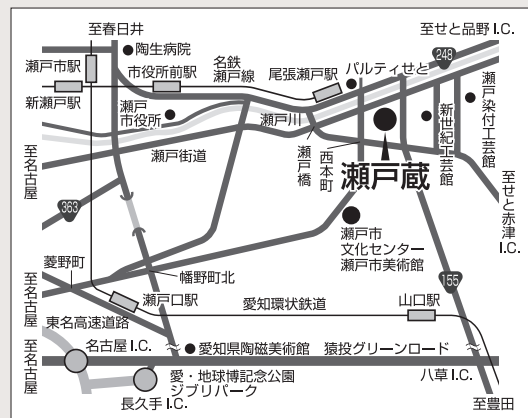 至春日井
至せと品野 I.C.
陶生病院
瀬戸市駅
市役所前駅
名鉄
瀬戸線
尾張瀬戸駅
パルティせと
248
新瀬戸駅
瀬戸
市役所
瀬戸川
瀬戸染付工芸館
新世紀工芸館
至名古屋
瀬戸街道
瀬戸橋
西本町
瀬戸蔵
至せと赤津I.C.
363
瀬戸市
文化センター
瀬戸市美術館
菱野町
幡野町北
155
至名古屋
瀬戸口駅
愛知環状鉄道
山口駅
東名高速道路
至名古屋
名古屋 I.C.
愛知県陶磁美術館
猿投グリーンロード
愛・地球博記念公園
ジブリパーク
八草 I.C.
長久手 I.C.
至豊田